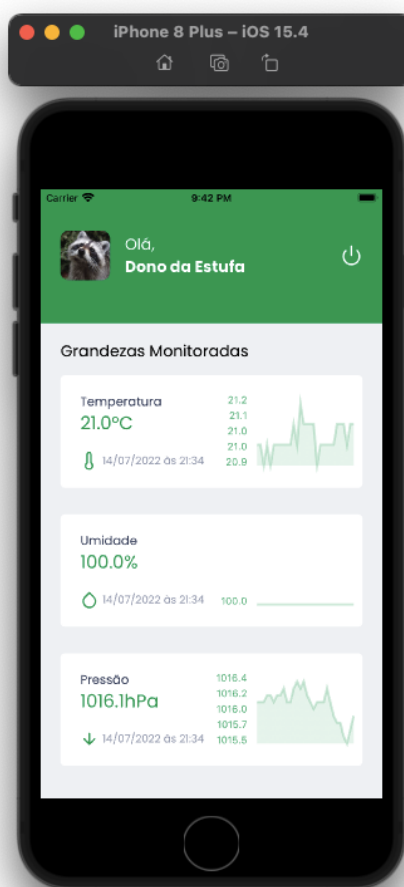 iPhone 8 Plus – iOS 15.4
Carrier 9:42 PM
Olá,
Dono da Estufa
Grandezas Monitoradas
Temperatura
21.0°C
14/07/2022 às 21:34
21.2
21.1
21.0
21.0
20.9
Umidade
100.0%
14/07/2022 às 21:34
100.0
Pressão
1016.1hPa
14/07/2022 às 21:34
1016.4
1016.2
1016.0
1015.7
1015.5